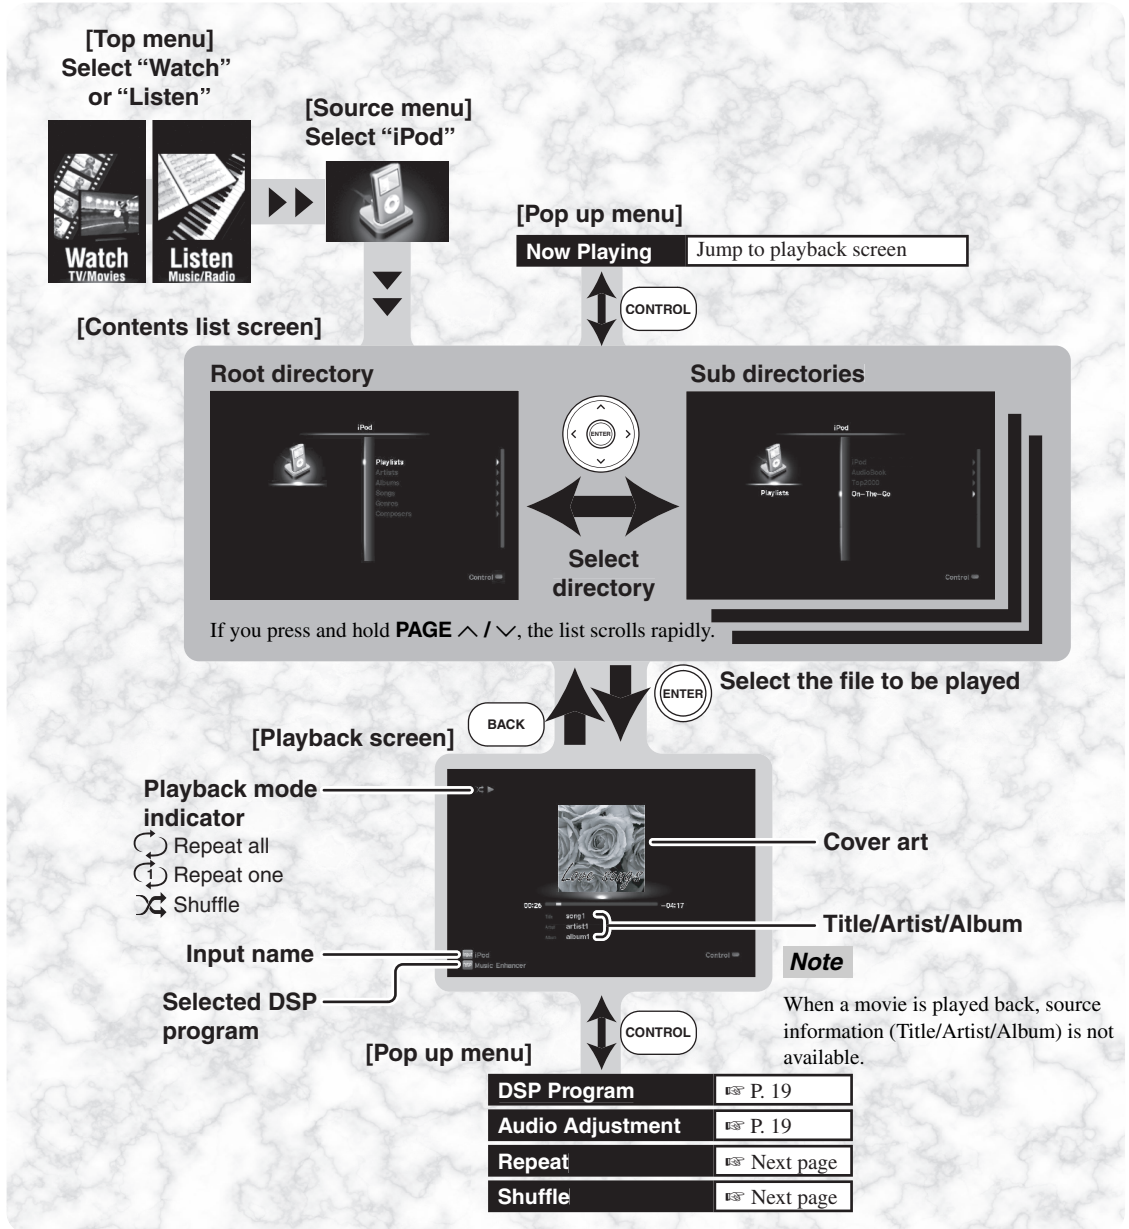 [Top menu]
Select “Watch”
or “Listen”
Watch
TV/Movies
Listen
Music/Radio
[Source menu]
Select “iPod”
[Pop up menu]
Now Playing
Jump to playback screen
CONTROL
[Contents list screen]
Root directory
iPod
Playlists
Artists
Albums
Songs
Genres
Composers
Control
ENTER
Select
directory
Sub directories
iPod
Playlists
iPod
AudioBook
Top2000
On-The-Go
Control
If you press and hold PAGE ︿ / ﹀, the list scrolls rapidly.
BACK
ENTER
Select the file to be played
[Playback screen]
Playback mode
indicator
Repeat all
1 Repeat one
Shuffle
Input name
Selected DSP
program
Love songs
00:26
-04:17
song1
artist1
album1
iPod
Music Enhancer
Control
Cover art
Title/Artist/Album
Note
When a movie is played back, source
information (Title/Artist/Album) is not
available.
CONTROL
[Pop up menu]
DSP Program
☞ P. 19
Audio Adjustment
☞ P. 19
Repeat
☞ Next page
Shuffle
☞ Next page